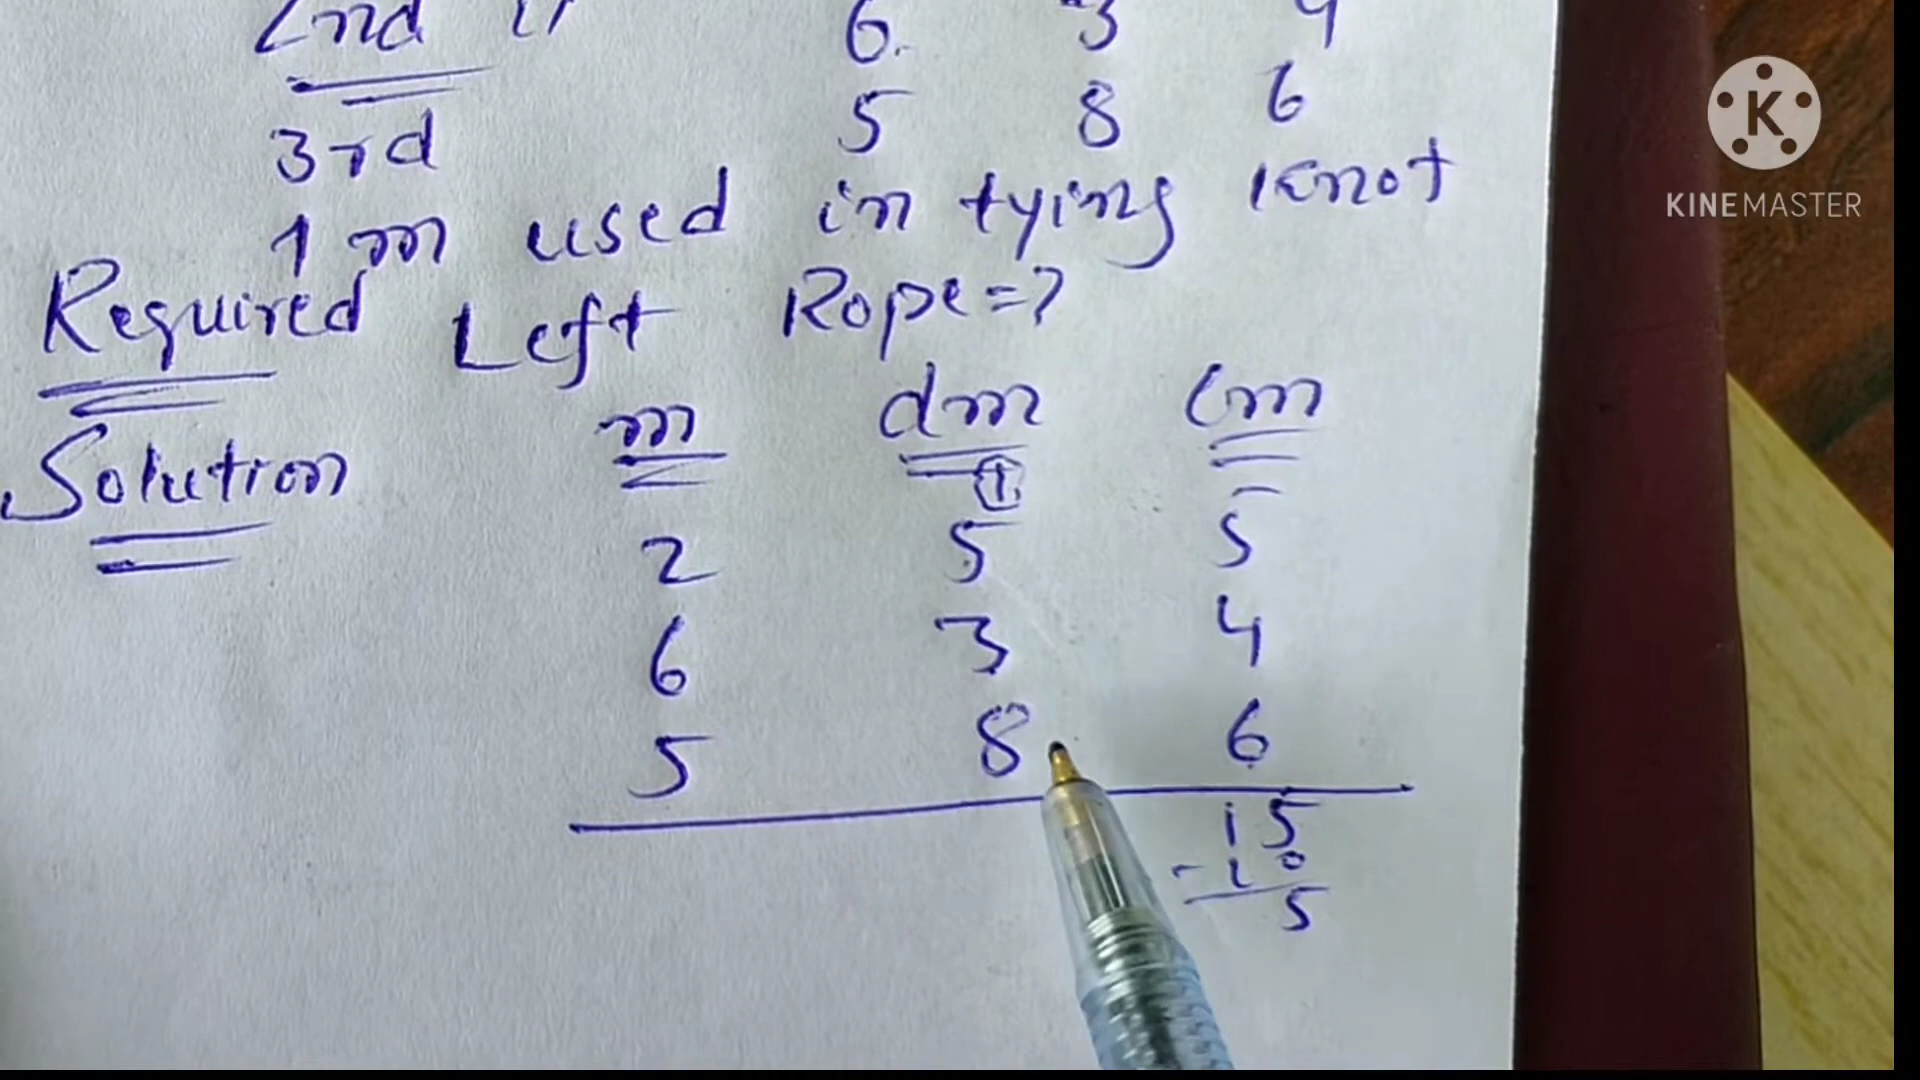 2nd 11 6 3 4
3rd 5 8 6
1 m used in tying knot
Required Left Rope=?
m dm cm
Solution
1
2 5 5
6 3 4
5 8 6
15
- 10
5
K
KINEMASTER